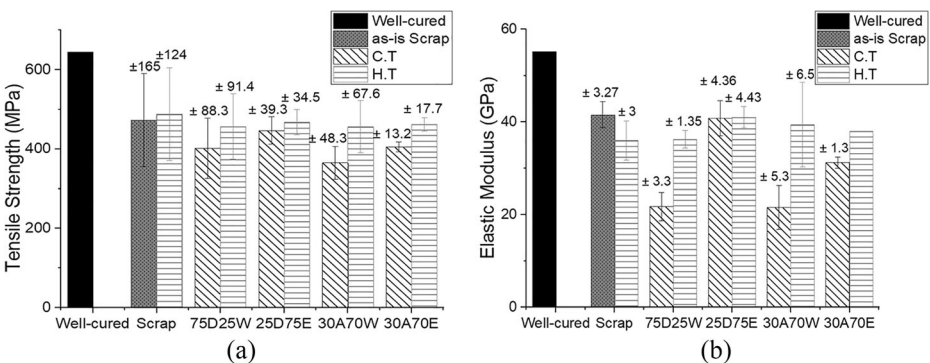 Tensile Strength (MPa)
600
400
200
0
Well-cured
as-is Scrap
C.T
H.T
±165
±124
± 88.3
± 91.4
± 39.3
± 34.5
± 48.3
± 67.6
± 13.2
± 17.7
Well-cured Scrap 75D25W 25D75E 30A70W 30A70E
(a)
Elastic Modulus (GPa)
60
40
20
0
Well-cured
as-is Scrap
C.T
H.T
± 3.27
± 3
± 3.3
± 1.35
± 4.36
± 4.43
± 5.3
± 6.5
± 1.3
Well-cured Scrap 75D25W 25D75E 30A70W 30A70E
(b)